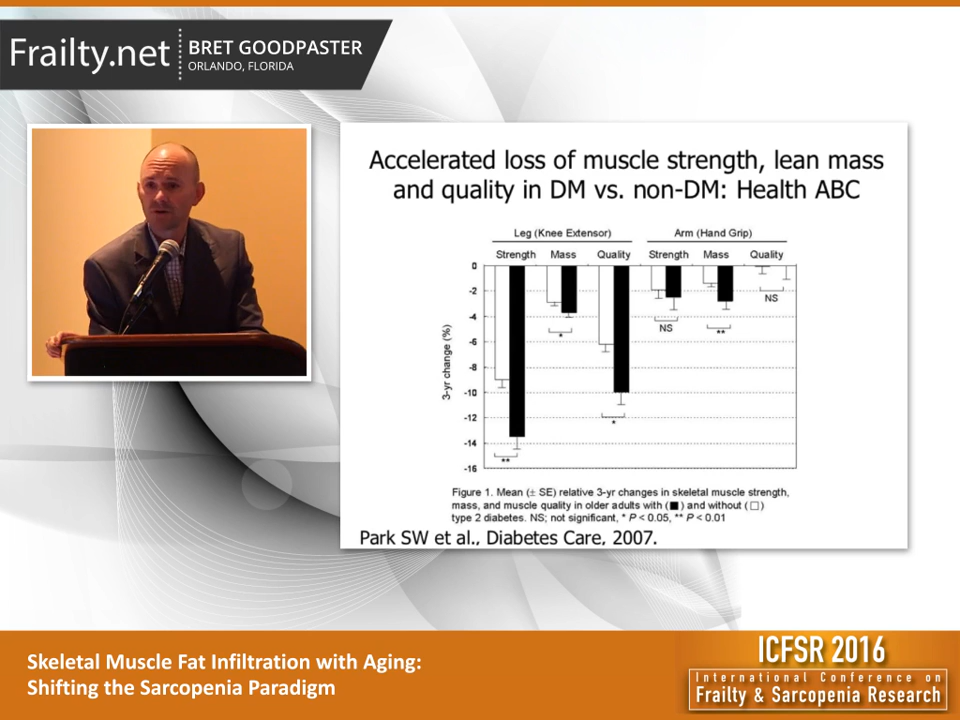 Frailty.net
BRET GOODPASTER
ORLANDO, FLORIDA
Accelerated loss of muscle strength, lean mass
and quality in DM vs. non-DM: Health ABC
Leg (Knee Extensor) Arm (Hand Grip)
Strength Mass Quality Strength Mass Quality
0
-2
-4
-6
-8
-10
-12
-14
-16
3-yr change (%)
** * * NS ** NS
Figure 1. Mean (± SE) relative 3-yr changes in skeletal muscle strength,
mass, and muscle quality in older adults with (■) and without (□)
type 2 diabetes. NS; not significant, * P < 0.05, ** P < 0.01
Park SW et al., Diabetes Care, 2007.
Skeletal Muscle Fat Infiltration with Aging:
Shifting the Sarcopenia Paradigm
ICFSR 2016
International Conference on
Frailty & Sarcopenia Research